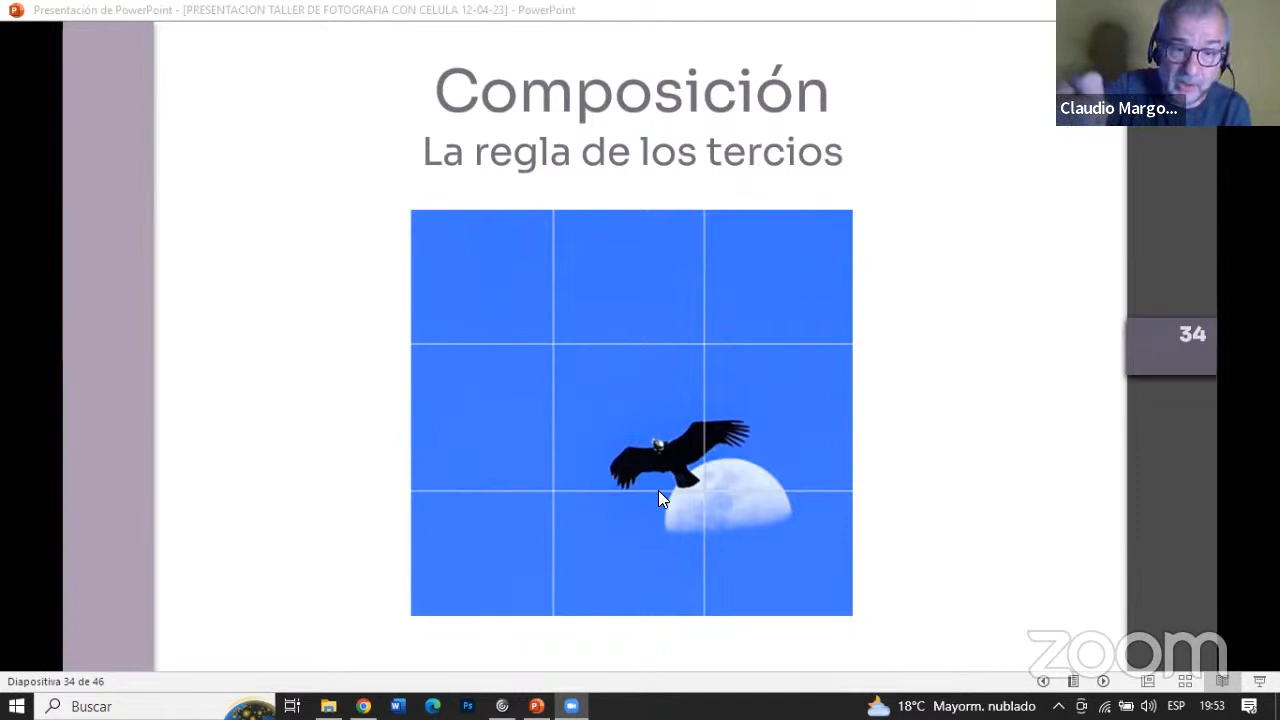 Presentación de PowerPoint - [PRESENTACION TALLER DE FOTOGRAFIA CON CELULA 12-04-23] - PowerPoint
Claudio Margo...
Composición
La regla de los tercios
34
zoom
Diapositiva 34 de 46
Buscar
18°C Mayorm. nublado
ESP
19:53